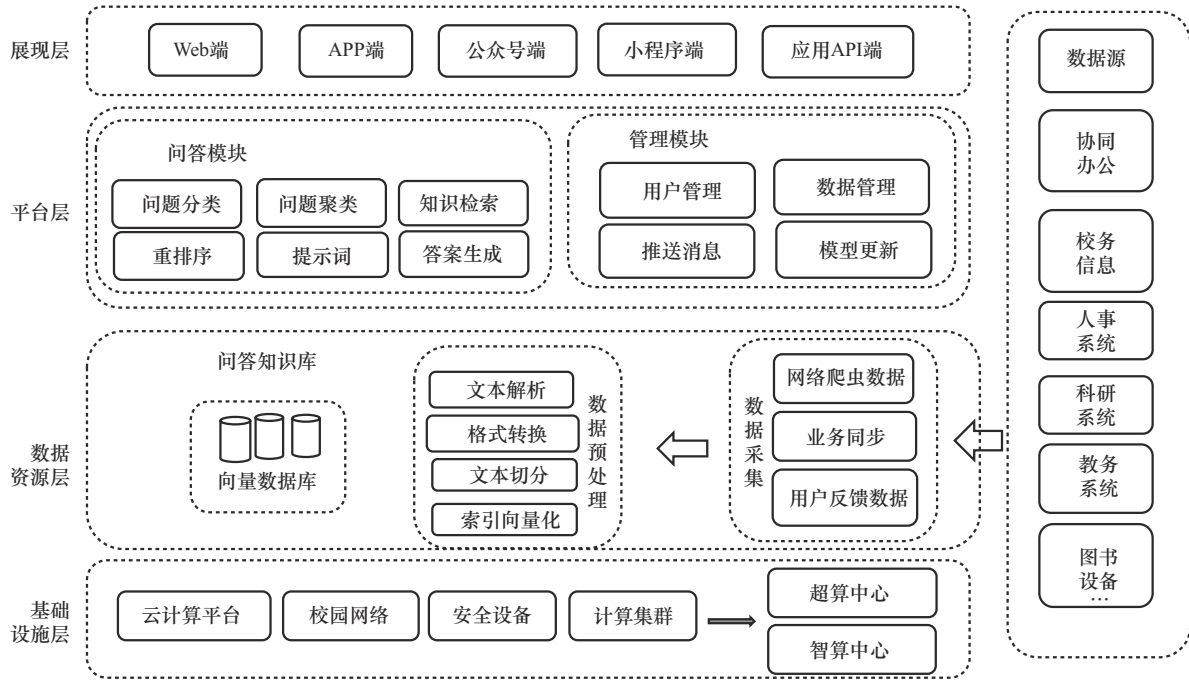 展现层
Web端
APP端
公众号端
小程序端
应用API端
平台层
问答模块
问题分类
问题聚类
知识检索
重排序
提示词
答案生成
管理模块
用户管理
数据管理
推送消息
模型更新
数据
资源层
问答知识库
向量数据库
文本解析
格式转换
文本切分
索引向量化
数据预处理
数据采集
网络爬虫数据
业务同步
用户反馈数据
基础
设施层
云计算平台
校园网络
安全设备
计算集群
超算中心
智算中心
数据源
协同
办公
校务
信息
人事
系统
科研
系统
教务
系统
图书
设备
…